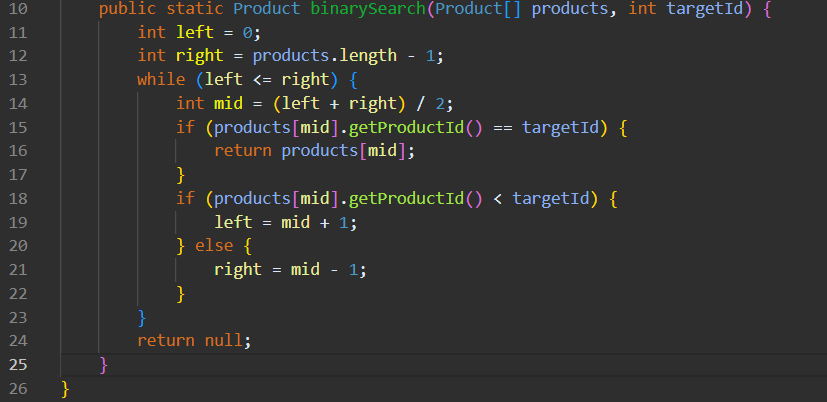 10 public static Product binarySearch(Product[] products, int targetId) {
11 int left = 0;
12 int right = products.length - 1;
13 while (left <= right) {
14 int mid = (left + right) / 2;
15 if (products[mid].getProductId() == targetId) {
16 return products[mid];
17 }
18 if (products[mid].getProductId() < targetId) {
19 left = mid + 1;
20 } else {
21 right = mid - 1;
22 }
23 }
24 return null;
25 }
26 }